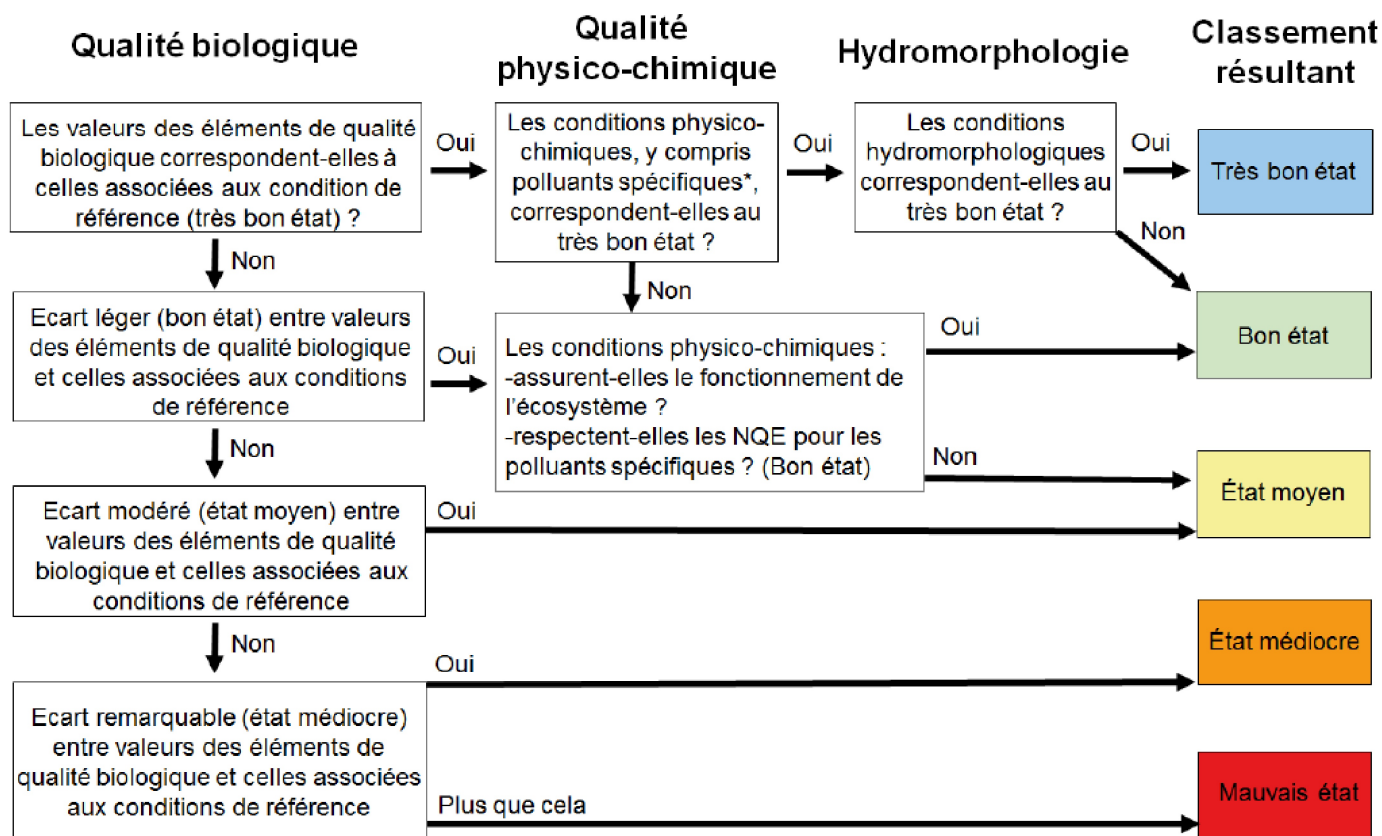 Qualité biologique
Qualité
physico-chimique
Hydromorphologie
Classement
résultant
Les valeurs des éléments de qualité
biologique correspondent-elles à
celles associées aux condition de
référence (très bon état) ?
Oui
Les conditions physico-
chimiques, y compris
polluants spécifiques*,
correspondent-elles au
très bon état ?
Oui
Les conditions
hydromorphologiques
correspondent-elles au
très bon état ?
Oui
Très bon état
Non
Non
Non
Ecart léger (bon état) entre valeurs
des éléments de qualité biologique
et celles associées aux conditions
de référence
Oui
Les conditions physico-chimiques :
-assurent-elles le fonctionnement de
l'écosystème ?
-respectent-elles les NQE pour les
polluants spécifiques ? (Bon état)
Oui
Bon état
Non
Non
État moyen
Ecart modéré (état moyen) entre
valeurs des éléments de qualité
biologique et celles associées aux
conditions de référence
Oui
Non
Oui
État médiocre
Ecart remarquable (état médiocre)
entre valeurs des éléments de
qualité biologique et celles associées
aux conditions de référence
Plus que cela
Mauvais état